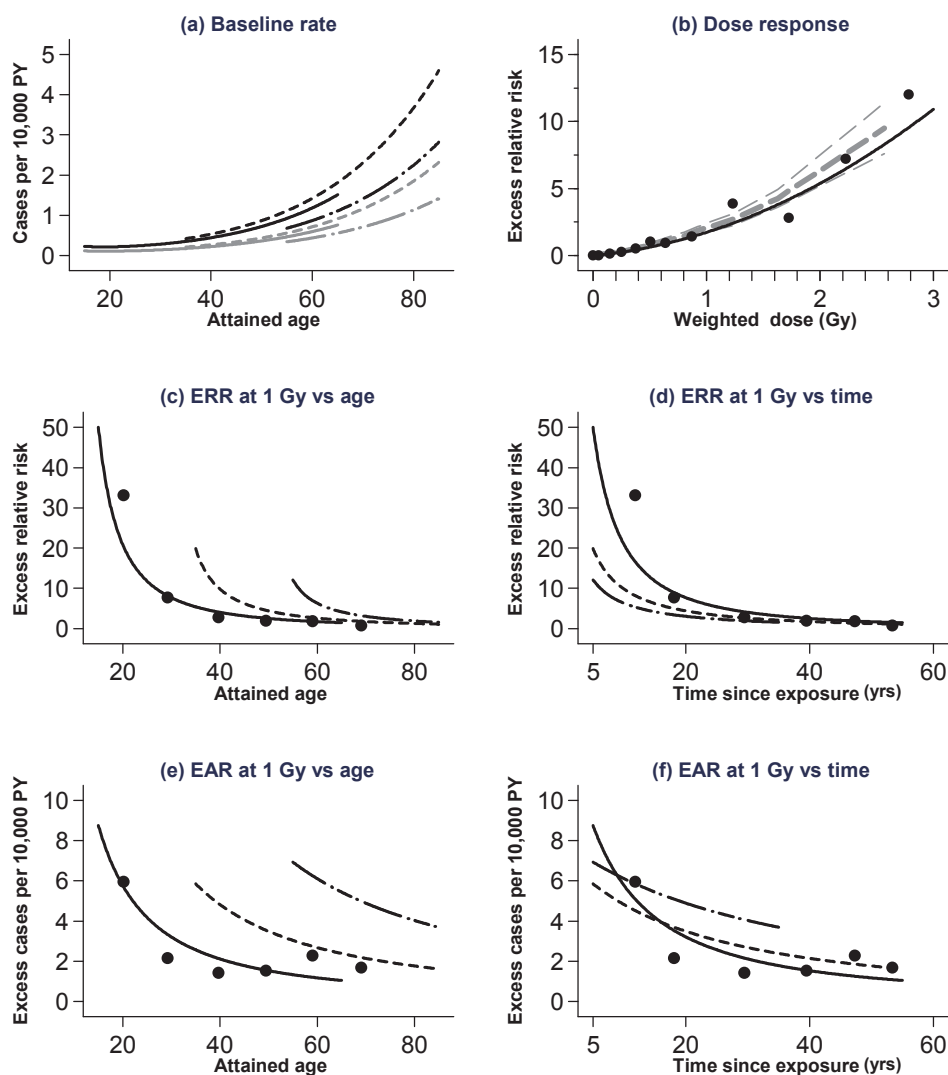 (a) Baseline rate
Cases per 10,000 PY
5
4
3
2
1
0
20 40 60 80
Attained age
(b) Dose response
Excess relative risk
15
10
5
0
0 1 2 3
Weighted dose (Gy)
(c) ERR at 1 Gy vs age
Excess relative risk
50
40
30
20
10
0
20 40 60 80
Attained age
(d) ERR at 1 Gy vs time
Excess relative risk
50
40
30
20
10
0
5 20 40 60
Time since exposure (yrs)
(e) EAR at 1 Gy vs age
Excess cases per 10,000 PY
10
8
6
4
2
0
20 40 60 80
Attained age
(f) EAR at 1 Gy vs time
Excess cases per 10,000 PY
10
8
6
4
2
0
5 20 40 60
Time since exposure (yrs)